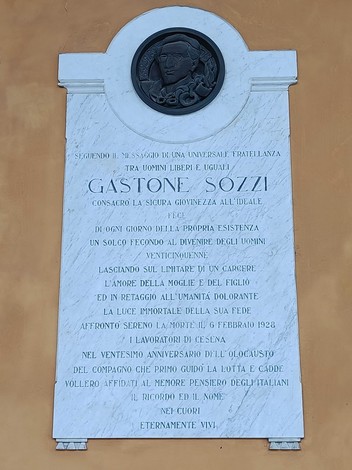 SEGUENDO IL MESSAGGIO DI UNA UNIVERSALE FRATELLANZA
TRA UOMINI LIBERI E UGUALI
GASTONE SOZZI
CONSACRÒ LA SICURA GIOVINEZZA ALL'IDEALE
FECE
DI OGNI GIORNO DELLA PROPRIA ESISTENZA
UN SOLCO FECONDO AL DIVENIRE DEGLI UOMINI
VENTICINQUENNE
LASCIANDO SUL LIMITARE DI UN CARCERE
L'AMORE DELLA MOGLIE E DEL FIGLIO
ED IN RETAGGIO ALL'UMANITÀ DOLORANTE
LA LUCE IMMORTALE DELLA SUA FEDE
AFFRONTÒ SERENO LA MORTE IL 6 FEBBRAIO 1928
I LAVORATORI DI CESENA
NEL VENTESIMO ANNIVERSARIO DELL'OLOCAUSTO
DEL COMPAGNO CHE PRIMO GUIDÒ LA LOTTA E CADDE
VOLLERO AFFIDATI AL MEMORE PENSIERO DEGLI ITALIANI
IL RICORDO ED IL NOME
NEI CUORI
ETERNAMENTE VIVI